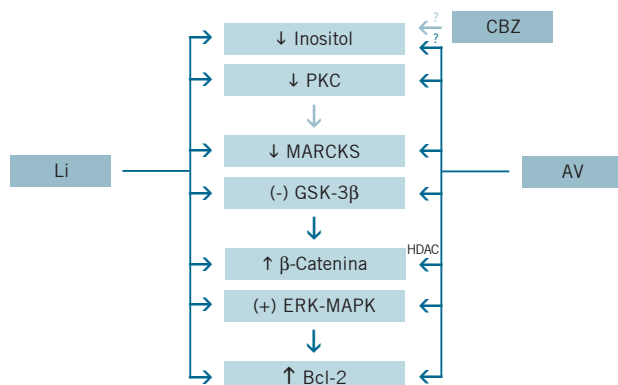 ?
CBZ
↓ Inositol
?
↓ PKC
↓ MARCKS
Li
AV
(-) GSK-3β
HDAC
↑ β-Catenina
(+) ERK-MAPK
↑ Bcl-2